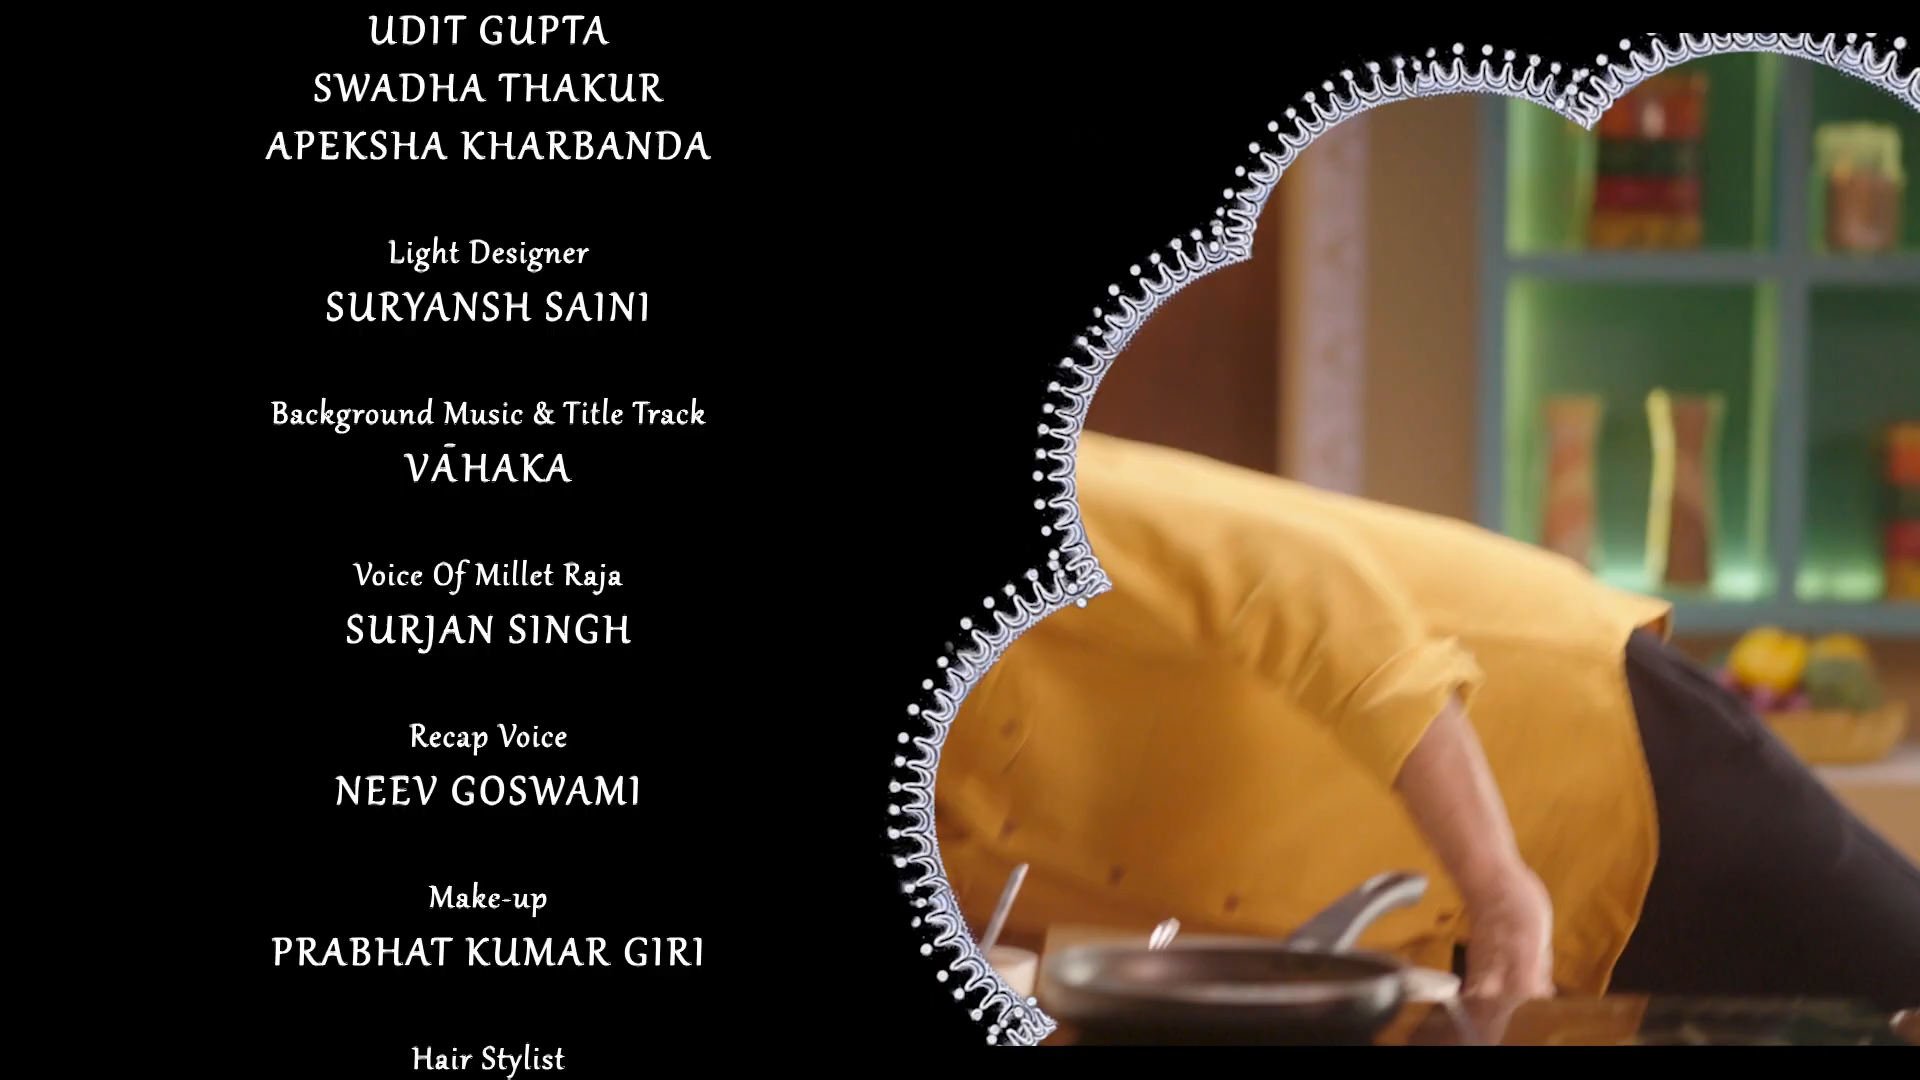 UDIT GUPTA
SWADHA THAKUR
APEKSHA KHARBANDA
Light Designer
SURYANSH SAINI
Background Music & Title Track
VĀHAKA
Voice Of Millet Raja
SURJAN SINGH
Recap Voice
NEEV GOSWAMI
Make-up
PRABHAT KUMAR GIRI
Hair Stylist